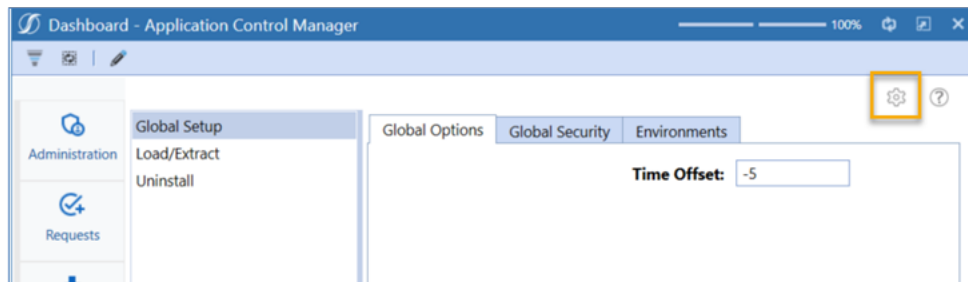 Dashboard - Application Control Manager
100%
Administration
Requests
Global Setup
Load/Extract
Uninstall
Global Options
Global Security
Environments
Time Offset: -5